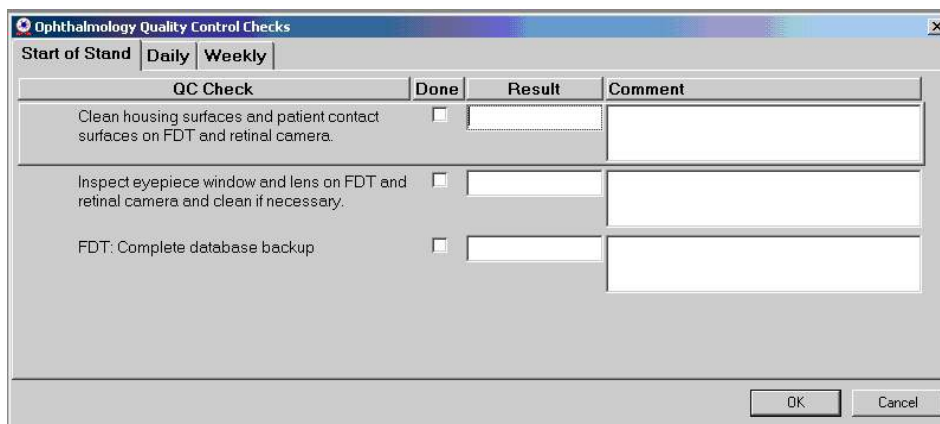 Ophthalmology Quality Control Checks
Start of Stand Daily Weekly
QC Check Done Result Comment
Clean housing surfaces and patient contact
surfaces on FDT and retinal camera.
Inspect eyepiece window and lens on FDT and
retinal camera and clean if necessary.
FDT: Complete database backup
OK Cancel